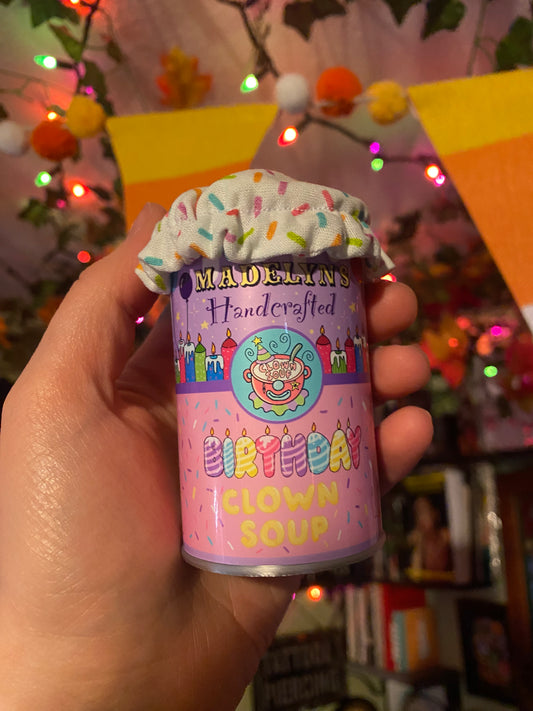 MADELYN'S
Handcrafted
CLOWN
SOUP
BIRTHDAY
CLOWN
SOUP